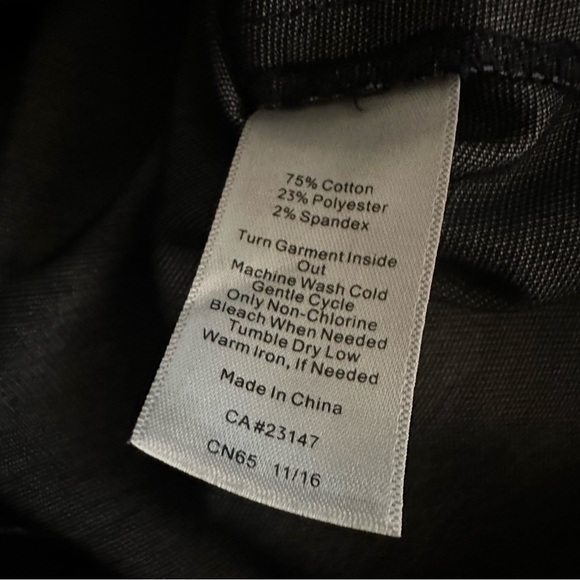 75% Cotton
23% Polyester
2% Spandex
Turn Garment Inside
Out
Machine Wash Cold
Gentle Cycle
Only Non-Chlorine
Bleach When Needed
Tumble Dry Low
Warm Iron, If Needed
Made In China
CA#23147
CN65 11/16